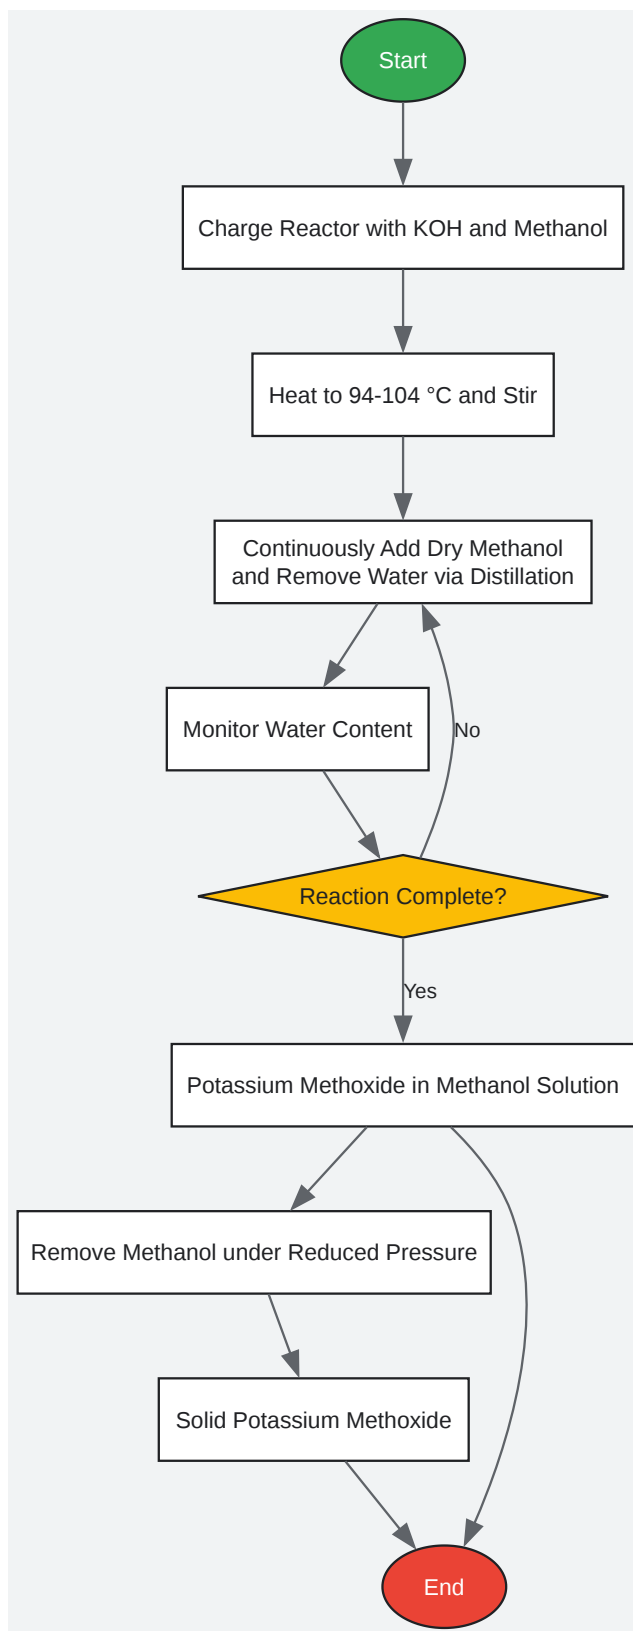 Start
Charge Reactor with KOH and Methanol
Heat to 94-104 °C and Stir
Continuously Add Dry Methanol
and Remove Water via Distillation
Monitor Water Content
No
Reaction Complete?
Yes
Potassium Methoxide in Methanol Solution
Remove Methanol under Reduced Pressure
Solid Potassium Methoxide
End